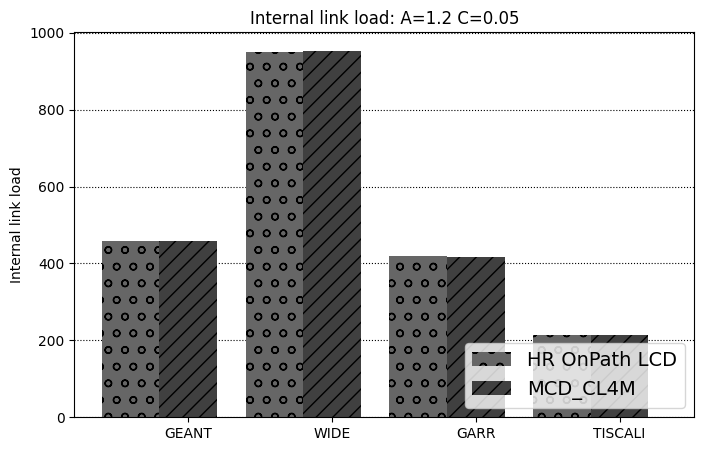 Internal link load: A=1.2 C=0.05
Internal link load
1000
800
600
400
200
0
GEANT
WIDE
GARR
TISCALI
HR OnPath LCD
MCD_CL4M